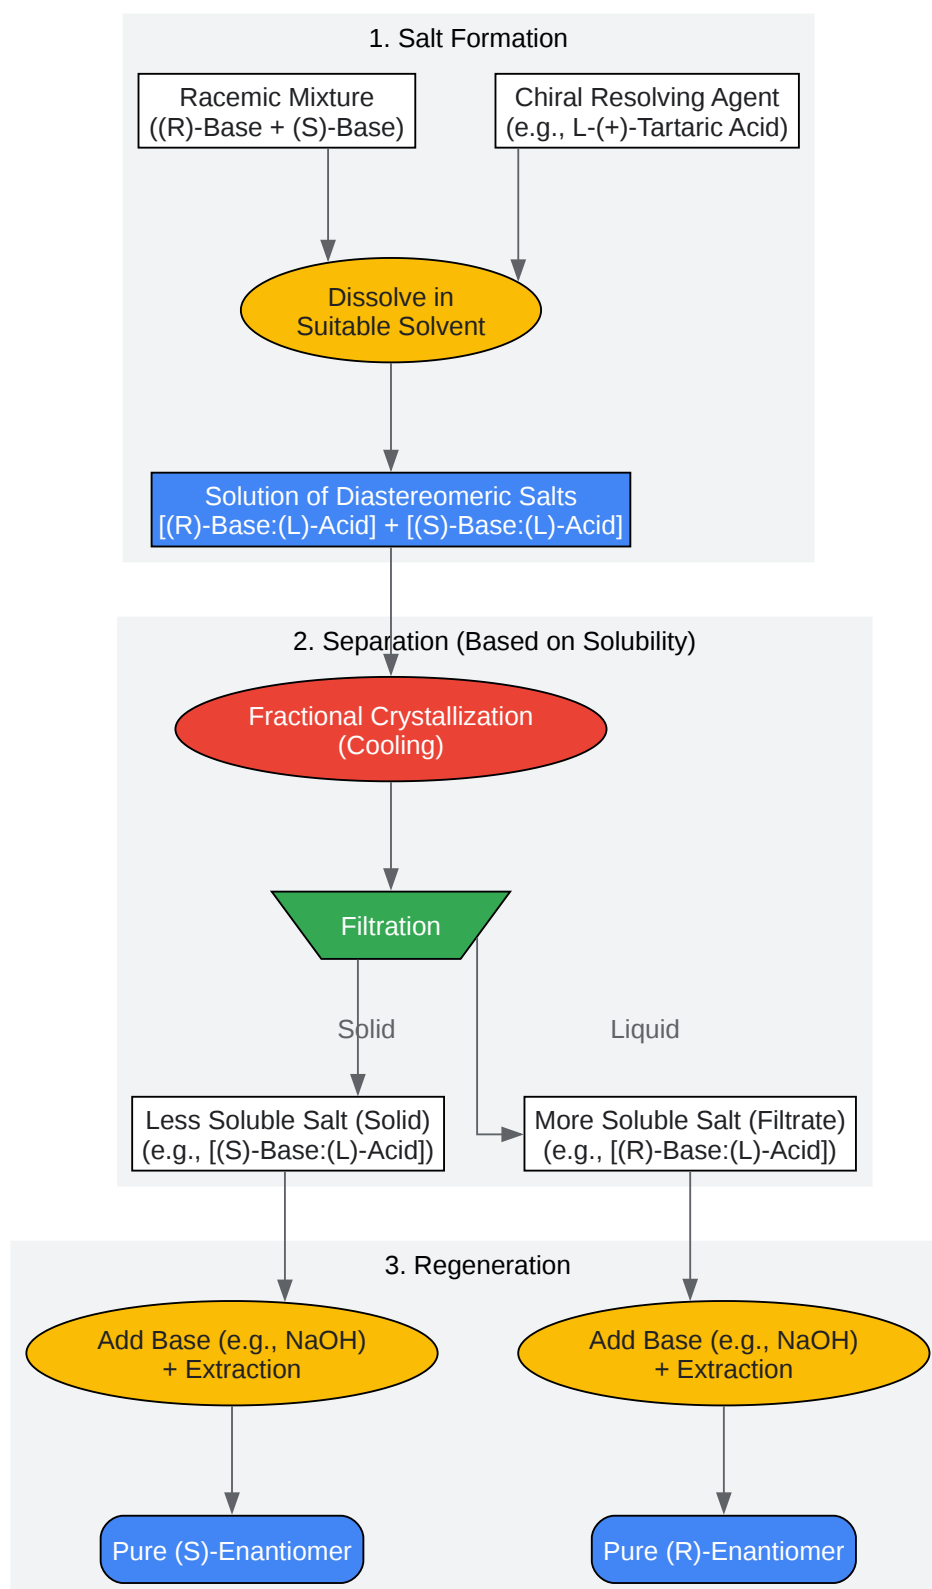 1. Salt Formation
Racemic Mixture
((R)-Base + (S)-Base)
Chiral Resolving Agent
(e.g., L-(+)-Tartaric Acid)
Dissolve in
Suitable Solvent
Solution of Diastereomeric Salts
[(R)-Base:(L)-Acid] + [(S)-Base:(L)-Acid]
2. Separation (Based on Solubility)
Fractional Crystallization
(Cooling)
Filtration
Solid
Liquid
Less Soluble Salt (Solid)
(e.g., [(S)-Base:(L)-Acid])
More Soluble Salt (Filtrate)
(e.g., [(R)-Base:(L)-Acid])
3. Regeneration
Add Base (e.g., NaOH)
+ Extraction
Add Base (e.g., NaOH)
+ Extraction
Pure (S)-Enantiomer
Pure (R)-Enantiomer